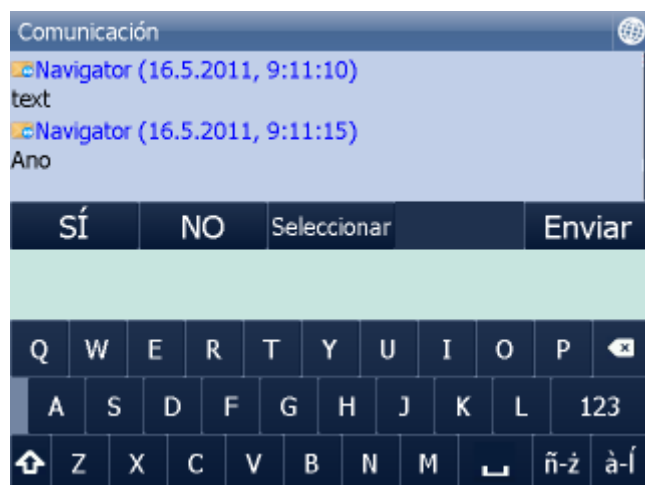 Comunicación
Navigator (16.5.2011, 9:11:10)
text
Navigator (16.5.2011, 9:11:15)
Ano
SÍ NO Seleccionar Enviar
Q W E R T Y U I O P
A S D F G H J K L 123
Z X C V B N M ñ-ż à-Í